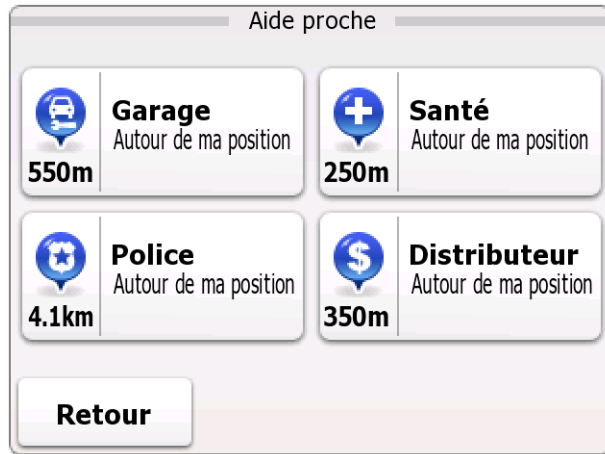 Aide proche
Garage
Autour de ma position
550m
Santé
Autour de ma position
250m
Police
Autour de ma position
4.1km
$
Distributeur
Autour de ma position
350m
Retour